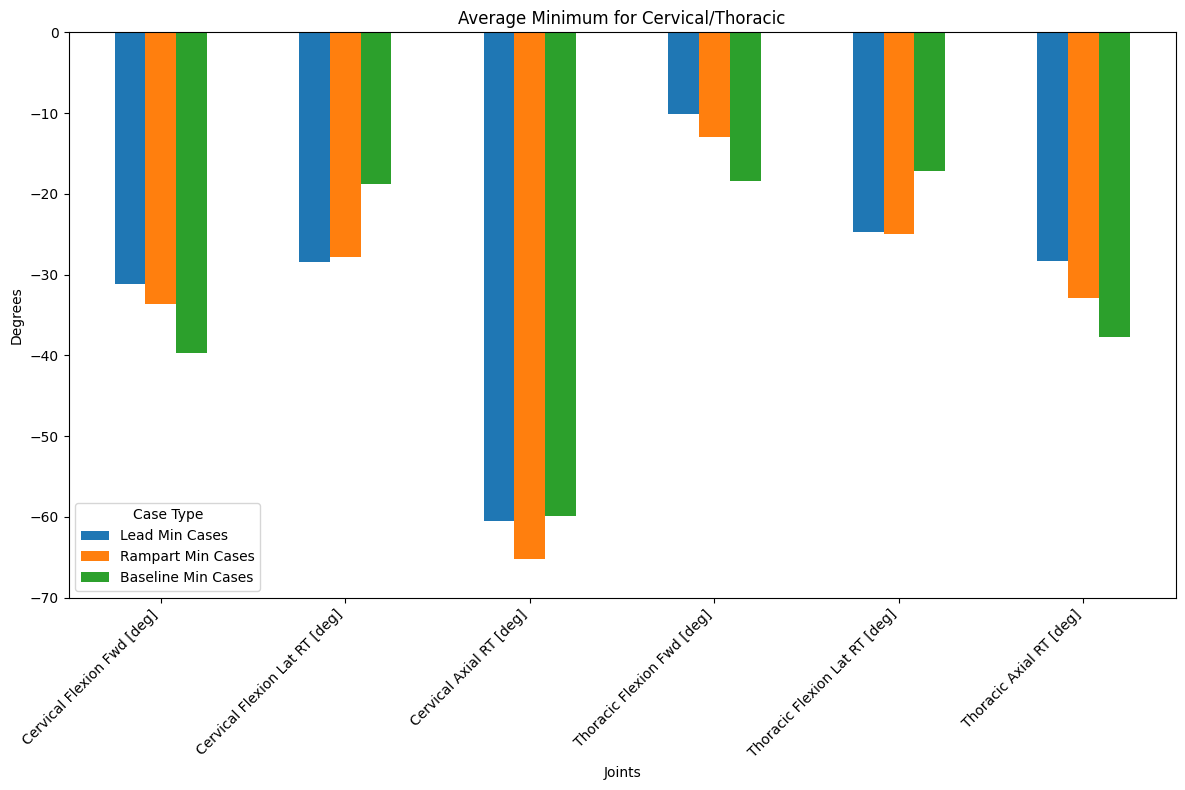 Average Minimum for Cervical/Thoracic
0
−10
−20
−30
−40
−50
−60
−70
Degrees
Case Type
Lead Min Cases
Rampart Min Cases
Baseline Min Cases
Cervical Flexion Fwd [deg]
Cervical Flexion Lat RT [deg]
Cervical Axial RT [deg]
Thoracic Flexion Fwd [deg]
Thoracic Flexion Lat RT [deg]
Thoracic Axial RT [deg]
Joints